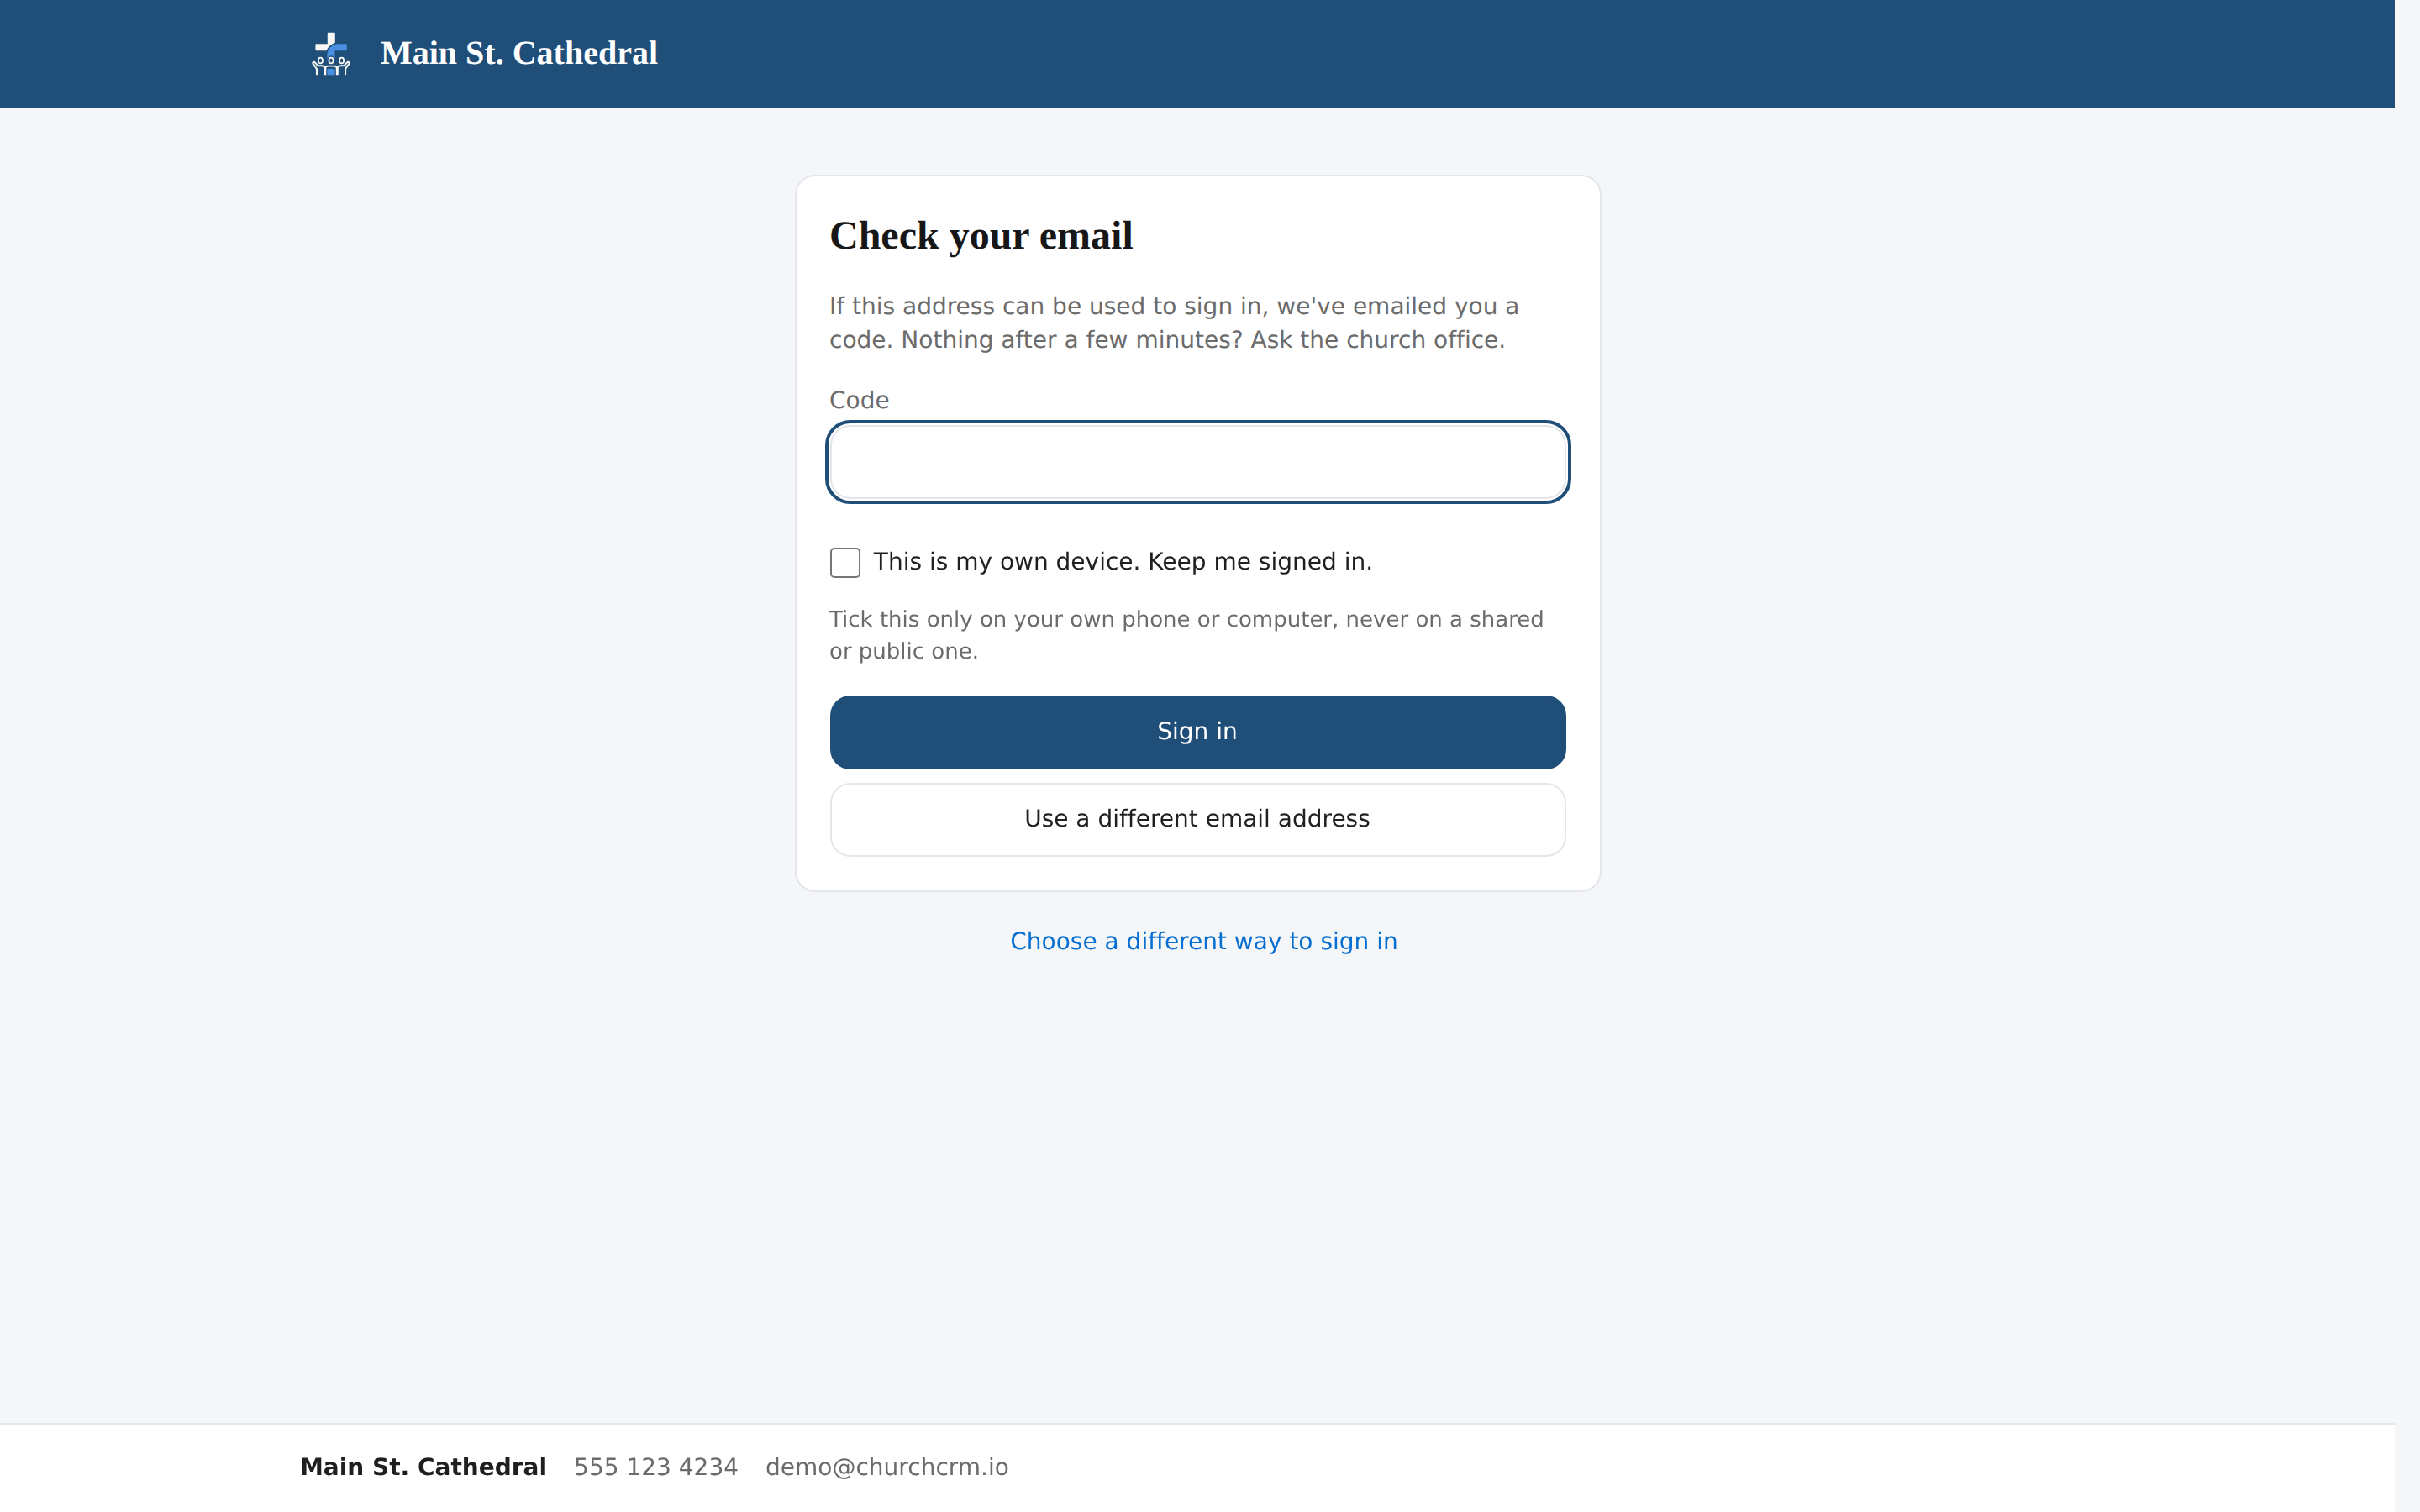 Main St. Cathedral
Check your email
If this address can be used to sign in, we've emailed you a
code. Nothing after a few minutes? Ask the church office.
Code
This is my own device. Keep me signed in.
Tick this only on your own phone or computer, never on a shared
or public one.
Sign in
Use a different email address
Choose a different way to sign in
Main St. Cathedral 555 123 4234 demo@churchcrm.io